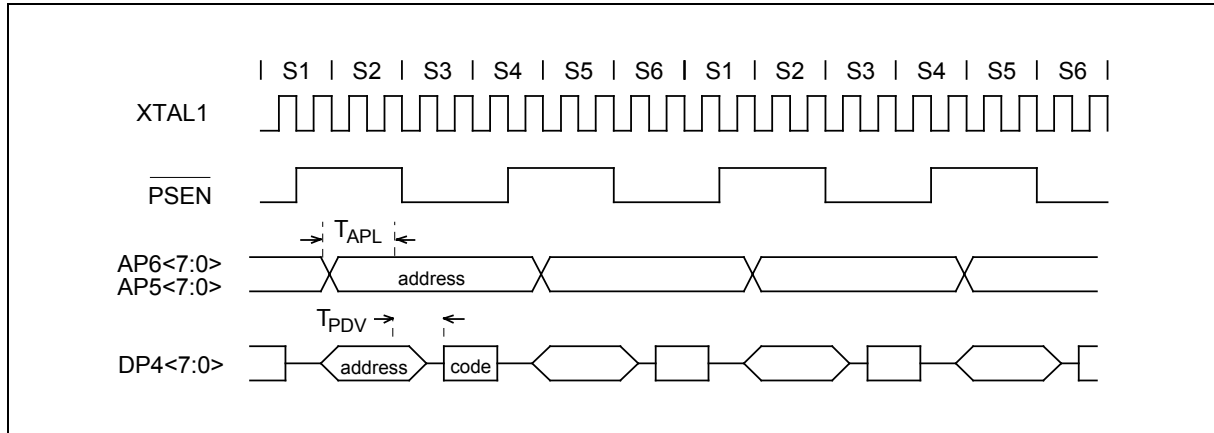 | S1 | S2 | S3 | S4 | S5 | S6 | S1 | S2 | S3 | S4 | S5 | S6 |
XTAL1
PSEN
TAPL
AP6<7:0>
AP5<7:0>
address
TPDV
DP4<7:0>
address
code